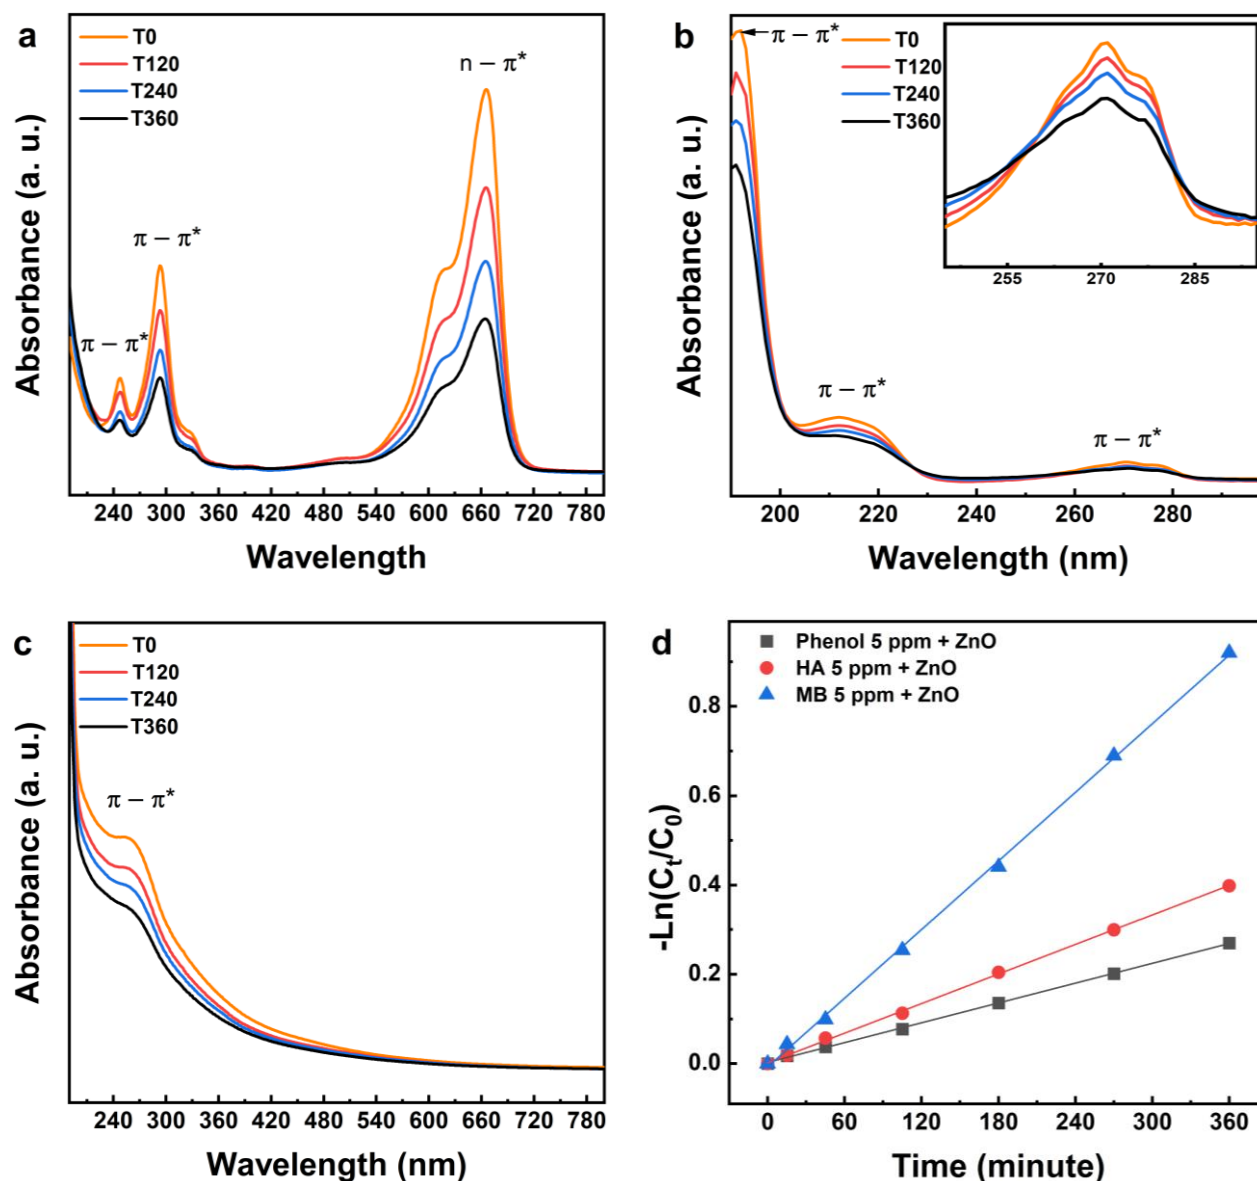 a
T0
T120
T240
T360
π – π*
π – π*
n – π*
Absorbance (a. u.)
240 300 360 420 480 540 600 660 720 780
Wavelength
b
π – π*
T0
T120
T240
T360
255 270 285
π – π*
π – π*
Absorbance (a. u.)
200 220 240 260 280
Wavelength (nm)
c
T0
T120
T240
T360
π – π*
Absorbance (a. u.)
240 300 360 420 480 540 600 660 720 780
Wavelength (nm)
d
Phenol 5 ppm + ZnO
HA 5 ppm + ZnO
MB 5 ppm + ZnO
-Ln(Cₜ/C₀)
0.8
0.6
0.4
0.2
0.0
0 60 120 180 240 300 360
Time (minute)